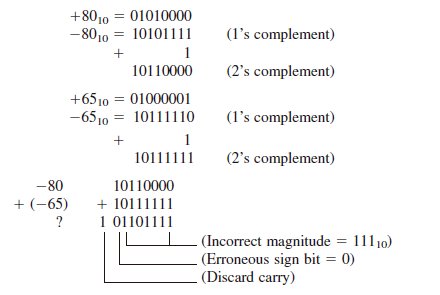 +80₁₀ = 01010000
−80₁₀ = 10101111 (1's complement)
+ 1
10110000 (2's complement)
+65₁₀ = 01000001
−65₁₀ = 10111110 (1's complement)
+ 1
10111111 (2's complement)
−80 10110000
+ (−65) + 10111111
? 1 01101111
(Incorrect magnitude = 111₁₀)
(Erroneous sign bit = 0)
(Discard carry)